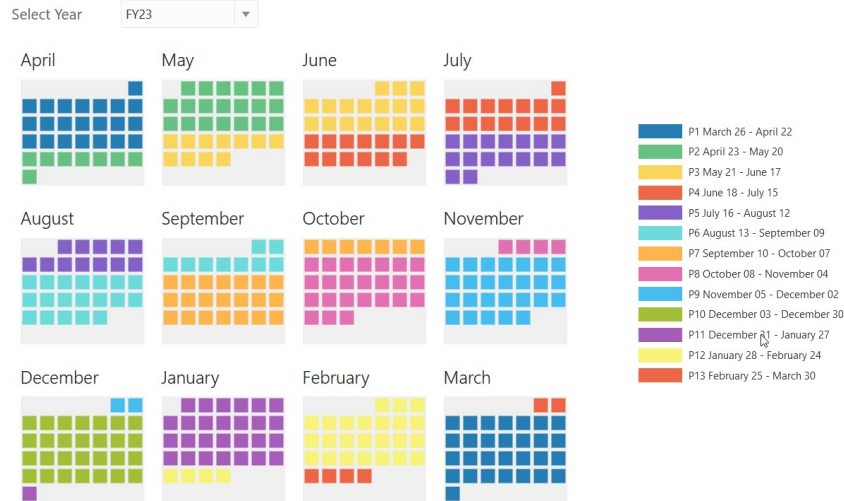 Select Year
FY23
April
May
June
July
August
September
October
November
December
January
February
March
P1 March 26 - April 22
P2 April 23 - May 20
P3 May 21 - June 17
P4 June 18 - July 15
P5 July 16 - August 12
P6 August 13 - September 09
P7 September 10 - October 07
P8 October 08 - November 04
P9 November 05 - December 02
P10 December 03 - December 30
P11 December 31 - January 27
P12 January 28 - February 24
P13 February 25 - March 30